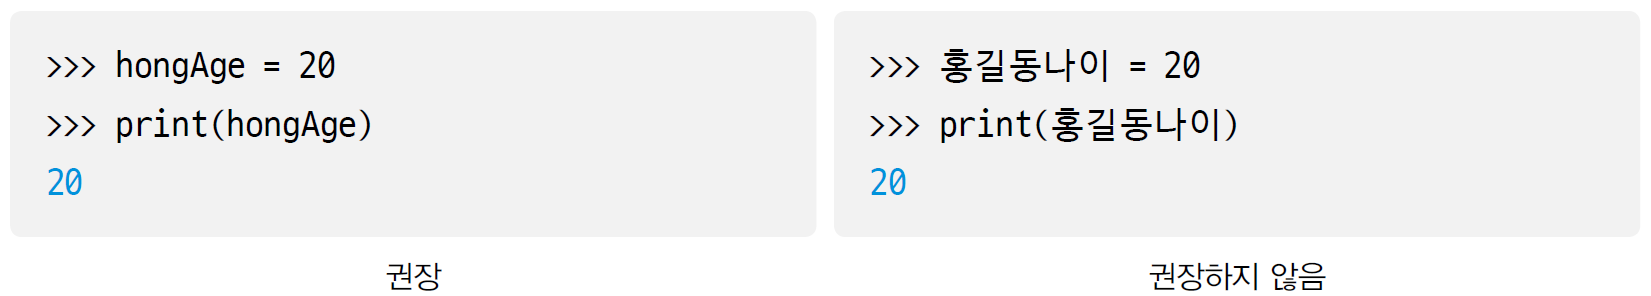 >>> hongAge = 20
>>> print(hongAge)
20
권장
>>> 홍길동나이 = 20
>>> print(홍길동나이)
20
권장하지 않음